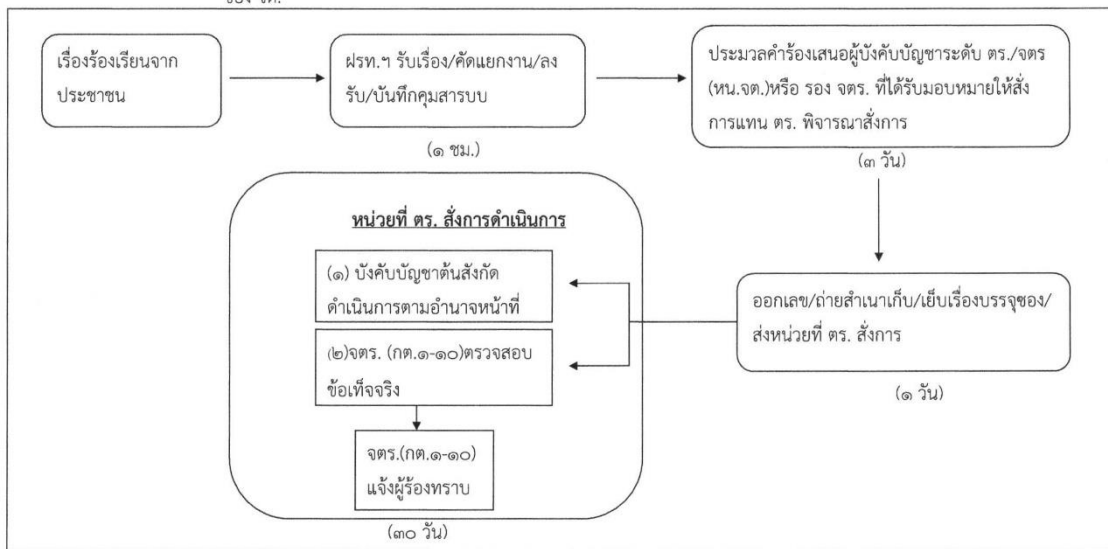 เรื่องร้องเรียนจาก
ประชาชน
ฝรท.ฯ รับเรื่อง/คัดแยกงาน/ลง
รับ/บันทึกคุมสารบบ
(๑ ชม.)
ประมวลคำร้องเสนอผู้บังคับบัญชาระดับ ตร./จตร
(หน.จต.)หรือ รอง จตร. ที่ได้รับมอบหมายให้สั่ง
การแทน ตร. พิจารณาสั่งการ
(๓ วัน)
ออกเลข/ถ่ายสำเนาเก็บ/เย็บเรื่องบรรจุซอง/
ส่งหน่วยที่ ตร. สั่งการ
(๑ วัน)
หน่วยที่ ตร. สั่งการดำเนินการ
(๑) บังคับบัญชาต้นสังกัด
ดำเนินการตามอำนาจหน้าที่
(๒)จตร. (กต.๑-๑๐)ตรวจสอบ
ข้อเท็จจริง
จตร.(กต.๑-๑๐)
แจ้งผู้ร้องทราบ
(๓๐ วัน)